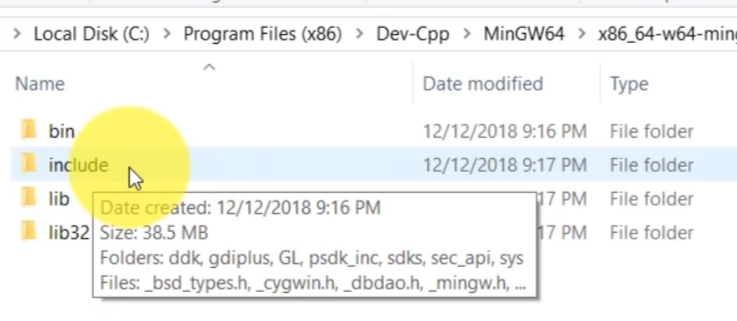 Local Disk (C:) > Program Files (x86) > Dev-Cpp > MinGW64 > x86_64-w64-ming
Name Date modified Type
bin 12/12/2018 9:16 PM File folder
include 12/12/2018 9:17 PM File folder
lib 17 PM File folder
lib32 17 PM File folder
Date created: 12/12/2018 9:16 PM
Size: 38.5 MB
Folders: ddk, gdiplus, GL, psdk_inc, sdks, sec_api, sys
Files: _bsd_types.h, _cygwin.h, _dbdao.h, _mingw.h, ...